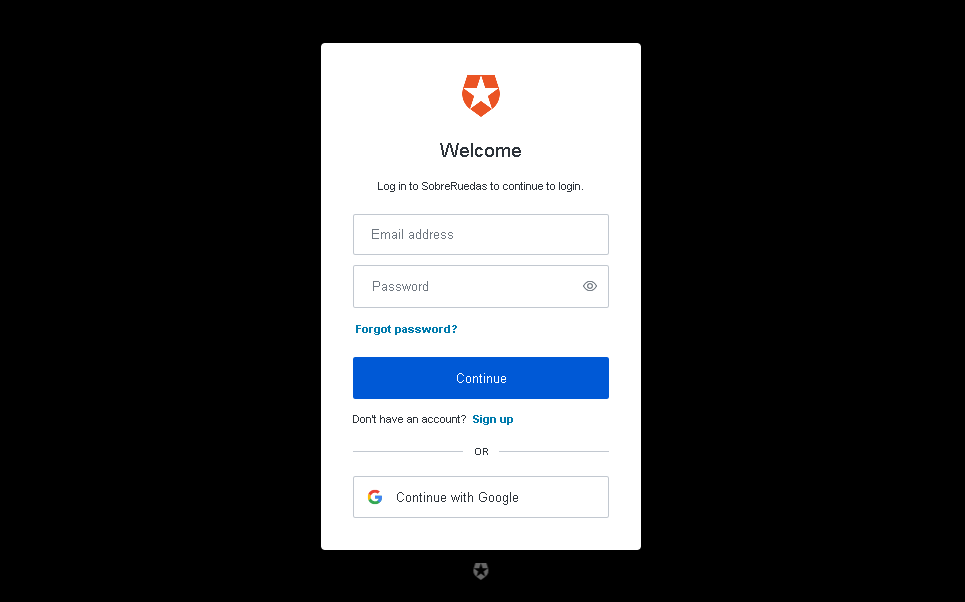 Welcome
Log in to SobreRuedas to continue to login.
Email address
Password
Forgot password?
Continue
Don't have an account? Sign up
OR
Continue with Google